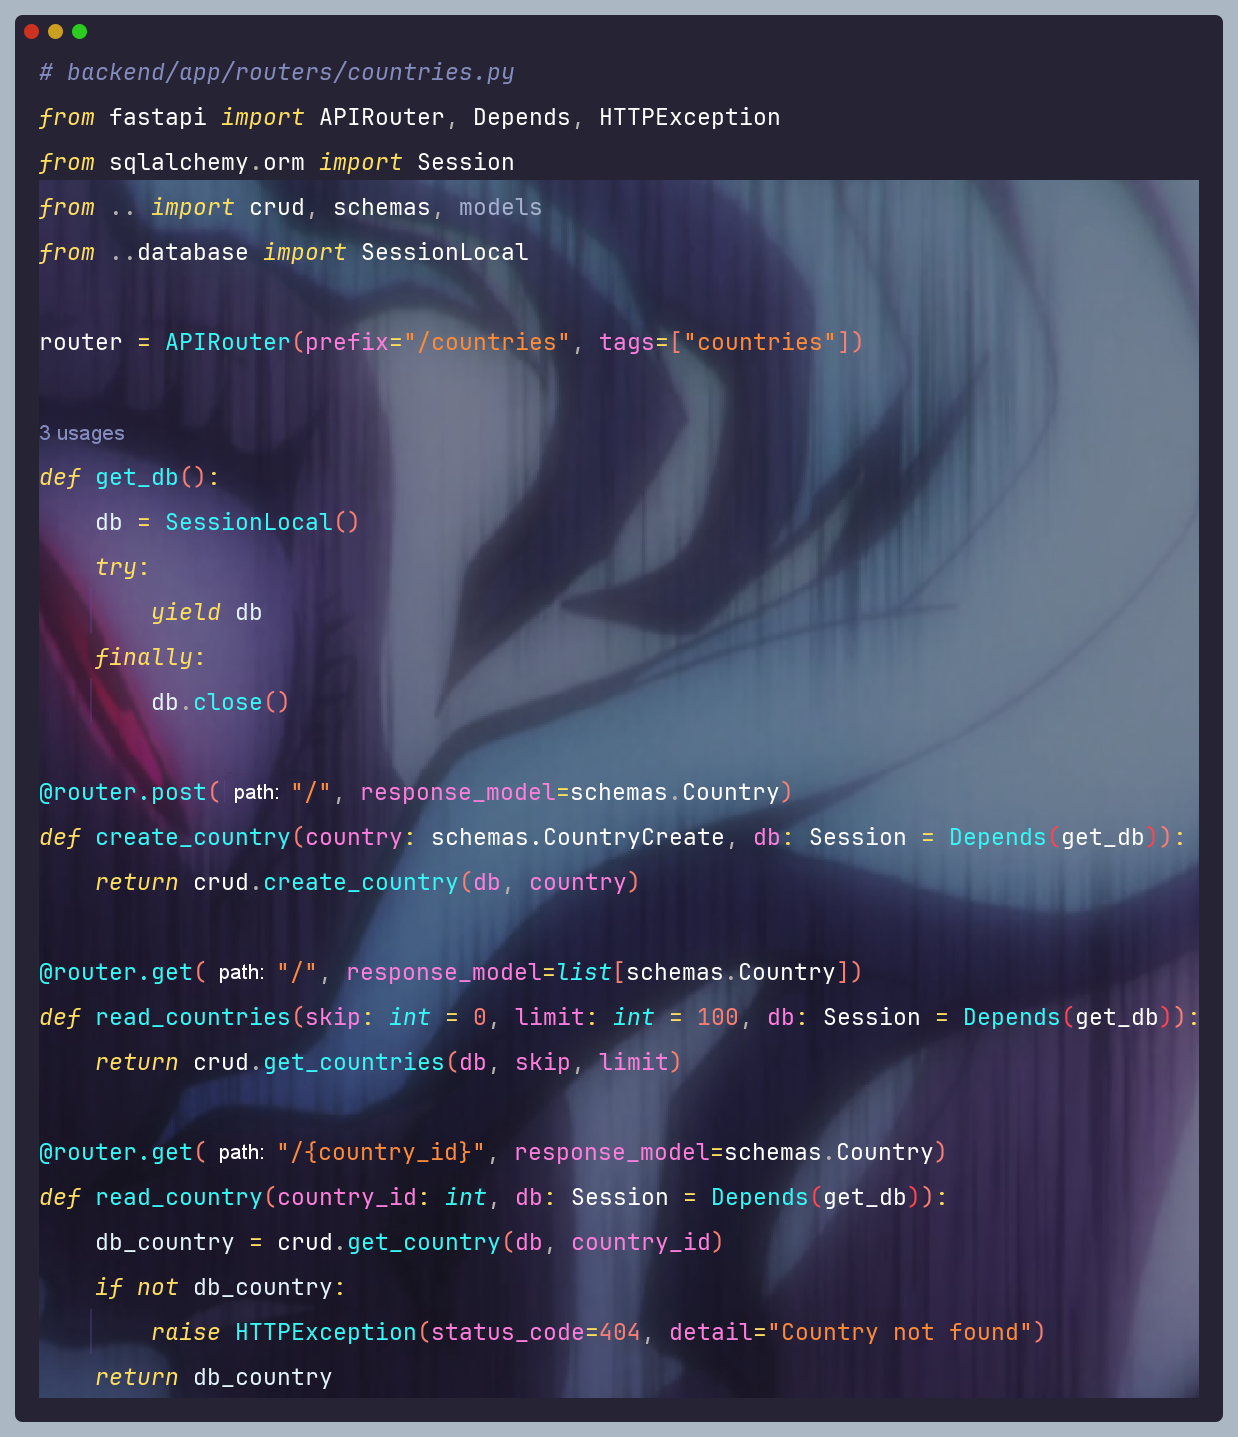 # backend/app/routers/countries.py
from fastapi import APIRouter, Depends, HTTPException
from sqlalchemy.orm import Session
from .. import crud, schemas, models
from ..database import SessionLocal

router = APIRouter(prefix="/countries", tags=["countries"])

3 usages
def get_db():
    db = SessionLocal()
    try:
        yield db
    finally:
        db.close()

@router.post( path: "/", response_model=schemas.Country)
def create_country(country: schemas.CountryCreate, db: Session = Depends(get_db)):
    return crud.create_country(db, country)

@router.get( path: "/", response_model=list[schemas.Country])
def read_countries(skip: int = 0, limit: int = 100, db: Session = Depends(get_db)):
    return crud.get_countries(db, skip, limit)

@router.get( path: "/{country_id}", response_model=schemas.Country)
def read_country(country_id: int, db: Session = Depends(get_db)):
    db_country = crud.get_country(db, country_id)
    if not db_country:
        raise HTTPException(status_code=404, detail="Country not found")
    return db_country